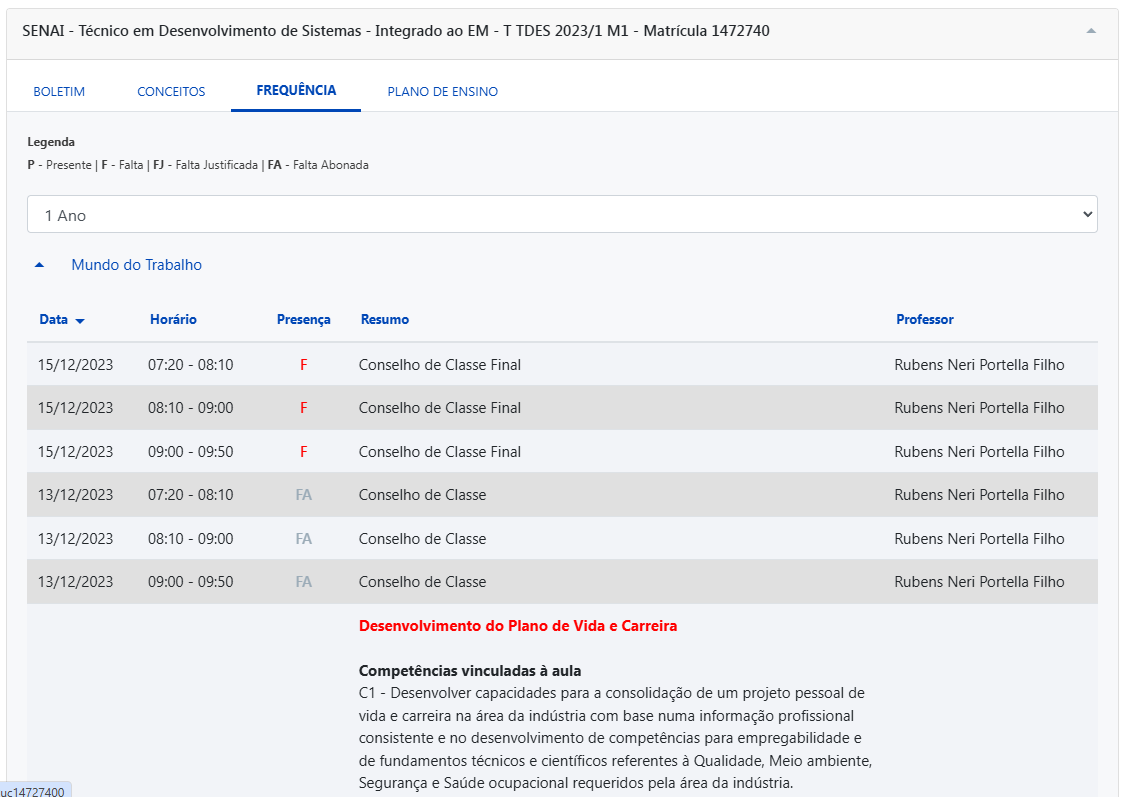 SENAI - Técnico em Desenvolvimento de Sistemas - Integrado ao EM - T TDES 2023/1 M1 - Matrícula 1472740
BOLETIM CONCEITOS FREQUÊNCIA PLANO DE ENSINO
Legenda
P - Presente | F - Falta | FJ - Falta Justificada | FA - Falta Abonada
1 Ano
Mundo do Trabalho
Data Horário Presença Resumo Professor
15/12/2023 07:20 - 08:10 F Conselho de Classe Final Rubens Neri Portella Filho
15/12/2023 08:10 - 09:00 F Conselho de Classe Final Rubens Neri Portella Filho
15/12/2023 09:00 - 09:50 F Conselho de Classe Final Rubens Neri Portella Filho
13/12/2023 07:20 - 08:10 FA Conselho de Classe Rubens Neri Portella Filho
13/12/2023 08:10 - 09:00 FA Conselho de Classe Rubens Neri Portella Filho
13/12/2023 09:00 - 09:50 FA Conselho de Classe Rubens Neri Portella Filho
Desenvolvimento do Plano de Vida e Carreira
Competências vinculadas à aula
C1 - Desenvolver capacidades para a consolidação de um projeto pessoal de
vida e carreira na área da indústria com base numa informação profissional
consistente e no desenvolvimento de competências para empregabilidade e
de fundamentos técnicos e científicos referentes à Qualidade, Meio ambiente,
Segurança e Saúde ocupacional requeridos pela área da indústria.
uc14727400